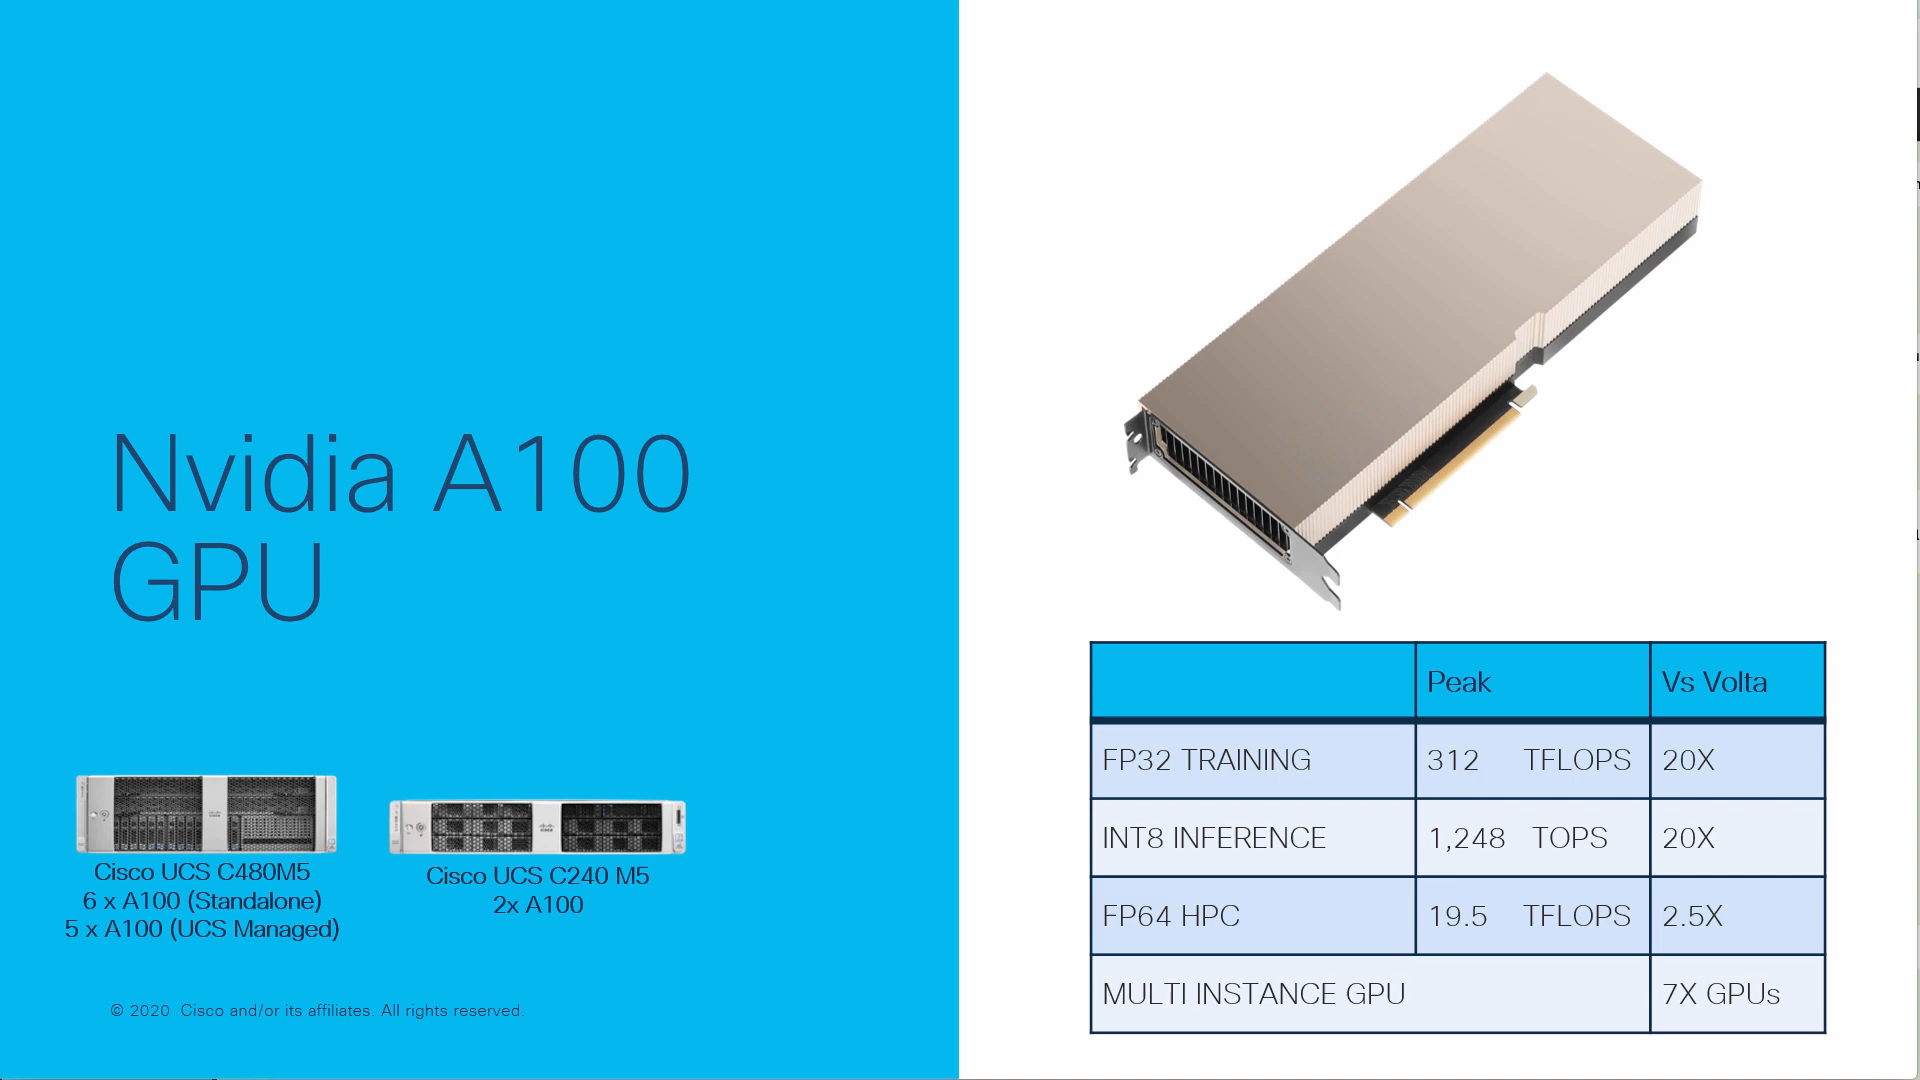 Nvidia A100
GPU
Cisco UCS C480M5
6 x A100 (Standalone)
5 x A100 (UCS Managed)
Cisco UCS C240 M5
2x A100
© 2020 Cisco and/or its affiliates. All rights reserved.
Peak Vs Volta
FP32 TRAINING 312 TFLOPS 20X
INT8 INFERENCE 1,248 TOPS 20X
FP64 HPC 19.5 TFLOPS 2.5X
MULTI INSTANCE GPU 7X GPUs